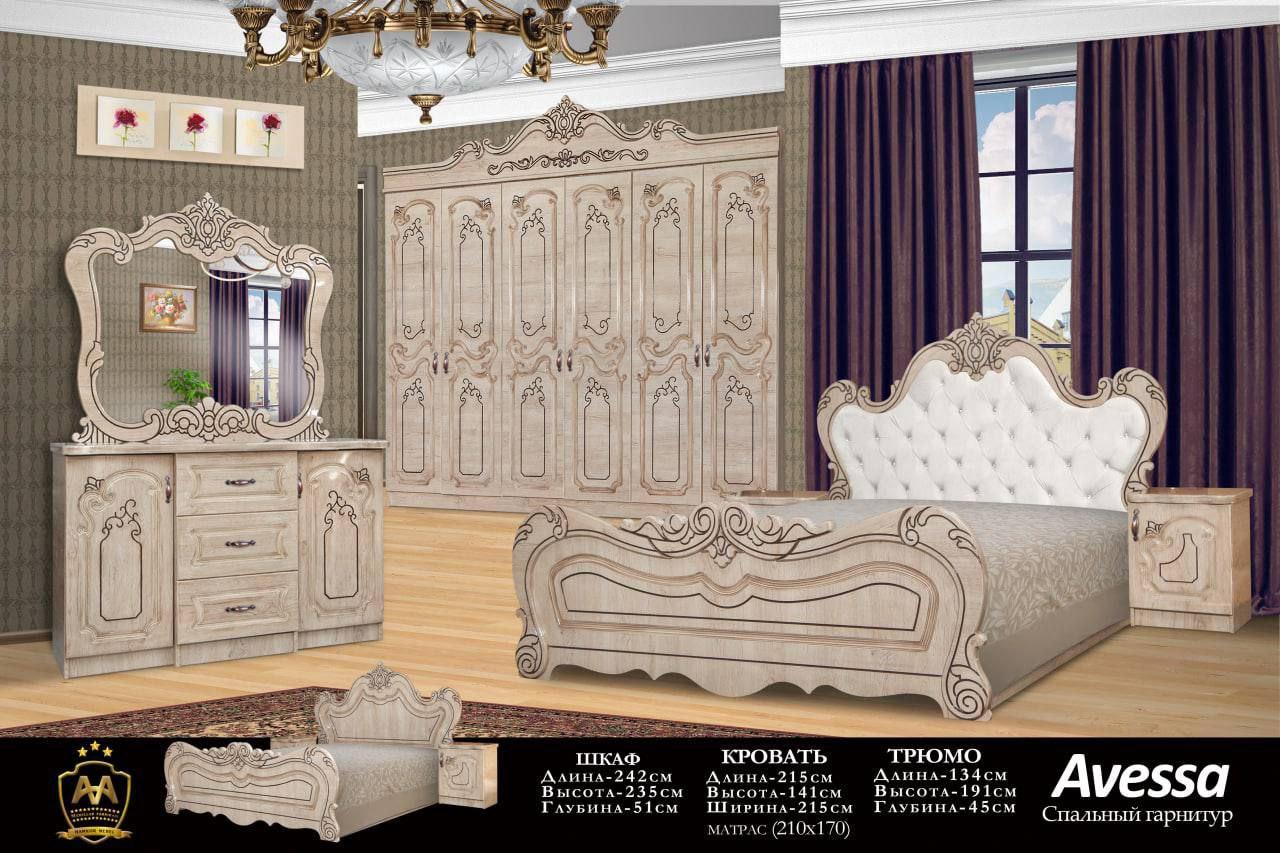 ШКАФ
Длина-242см
Высота-235см
Глубина-51см
КРОВАТЬ
Длина-215см
Высота-141см
Ширина-215см
матрас (210x170)
ТРЮМО
Длина-134см
Высота-191см
Глубина-45см
Avessa
Спальный гарнитур